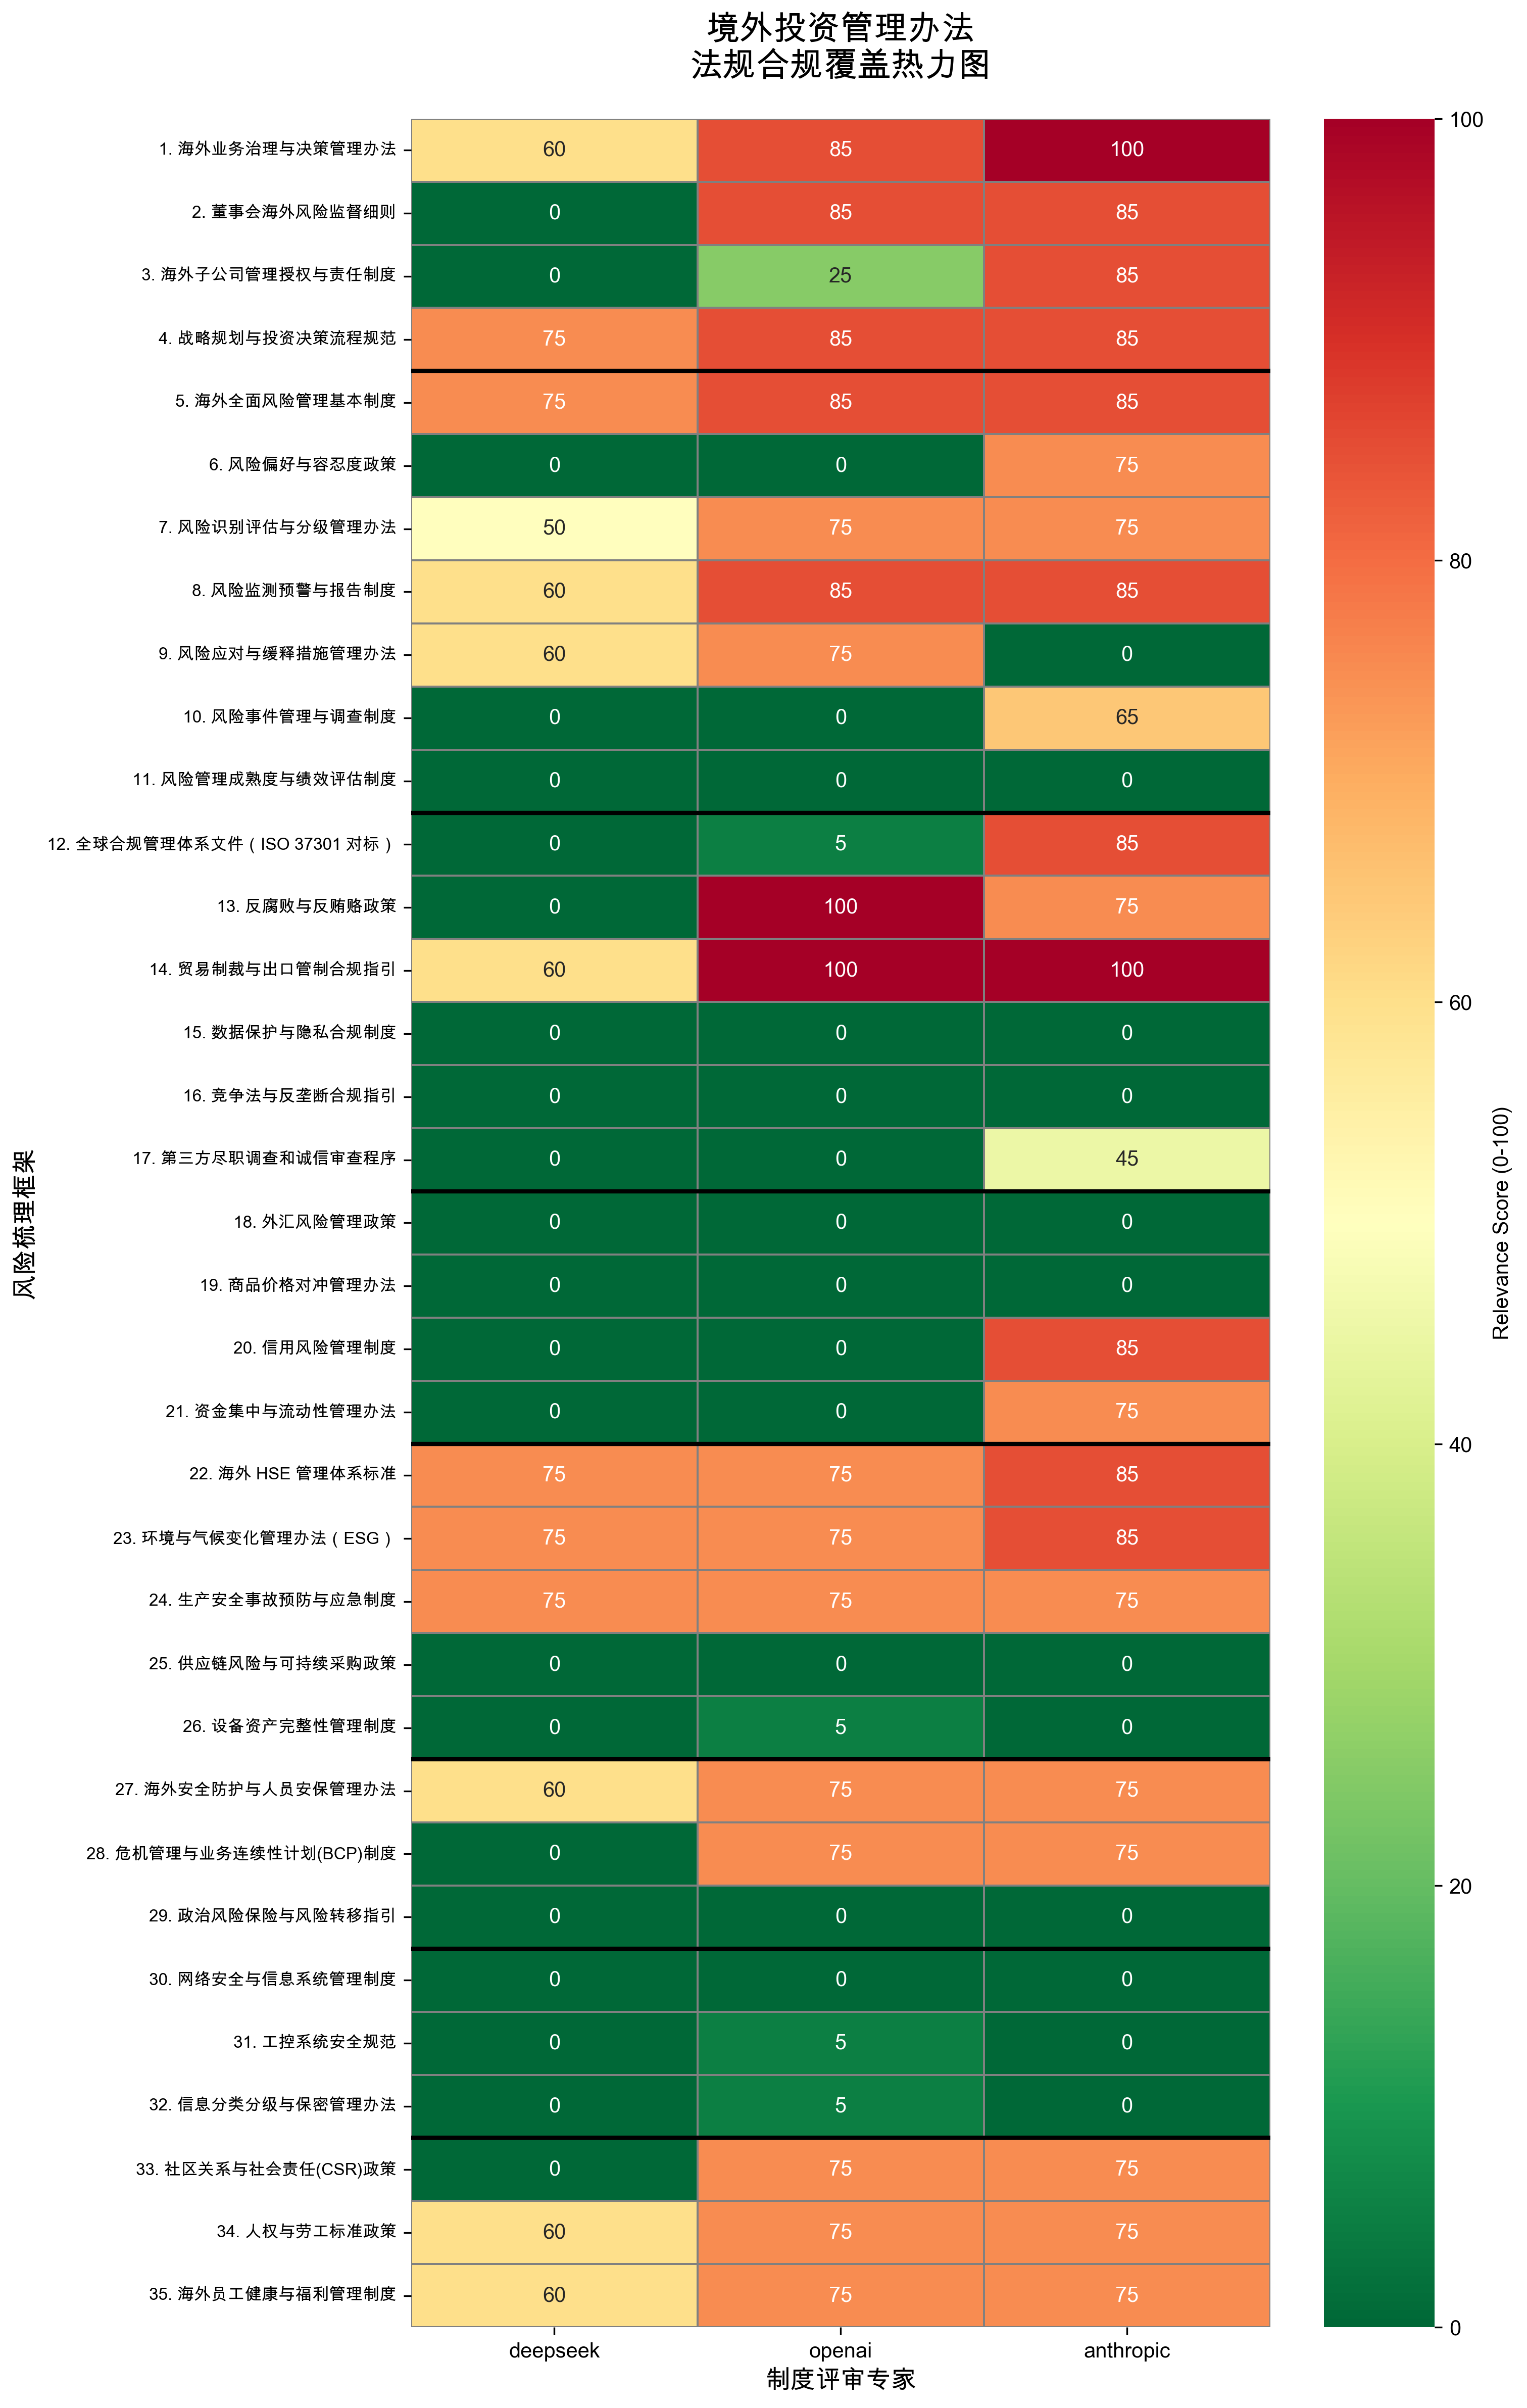 境外投资管理办法
法规合规覆盖热力图
风险梳理框架
1. 海外业务治理与决策管理办法 60 85 100
2. 董事会海外风险监督细则 0 85 85
3. 海外子公司管理授权与责任制度 0 25 85
4. 战略规划与投资决策流程规范 75 85 85
5. 海外全面风险管理基本制度 75 85 85
6. 风险偏好与容忍度政策 0 0 75
7. 风险识别评估与分级管理办法 50 75 75
8. 风险监测预警与报告制度 60 85 85
9. 风险应对与缓释措施管理办法 60 75 0
10. 风险事件管理与调查制度 0 0 65
11. 风险管理成熟度与绩效评估制度 0 0 0
12. 全球合规管理体系文件（ISO 37301 对标） 0 5 85
13. 反腐败与反贿赂政策 0 100 75
14. 贸易制裁与出口管制合规指引 60 100 100
15. 数据保护与隐私合规制度 0 0 0
16. 竞争法与反垄断合规指引 0 0 0
17. 第三方尽职调查和诚信审查程序 0 0 45
18. 外汇风险管理政策 0 0 0
19. 商品价格对冲管理办法 0 0 0
20. 信用风险管理制度 0 0 85
21. 资金集中与流动性管理办法 0 0 75
22. 海外 HSE 管理体系标准 75 75 85
23. 环境与气候变化管理办法（ESG） 75 75 85
24. 生产安全事故预防与应急制度 75 75 75
25. 供应链风险与可持续采购政策 0 0 0
26. 设备资产完整性管理制度 0 5 0
27. 海外安全防护与人员安保管理办法 60 75 75
28. 危机管理与业务连续性计划(BCP)制度 0 75 75
29. 政治风险保险与风险转移指引 0 0 0
30. 网络安全与信息系统管理制度 0 0 0
31. 工控系统安全规范 0 5 0
32. 信息分类分级与保密管理办法 0 5 0
33. 社区关系与社会责任(CSR)政策 0 75 75
34. 人权与劳工标准政策 60 75 75
35. 海外员工健康与福利管理制度 60 75 75
deepseek openai anthropic
制度评审专家
100
80
60
40
20
0
Relevance Score (0-100)